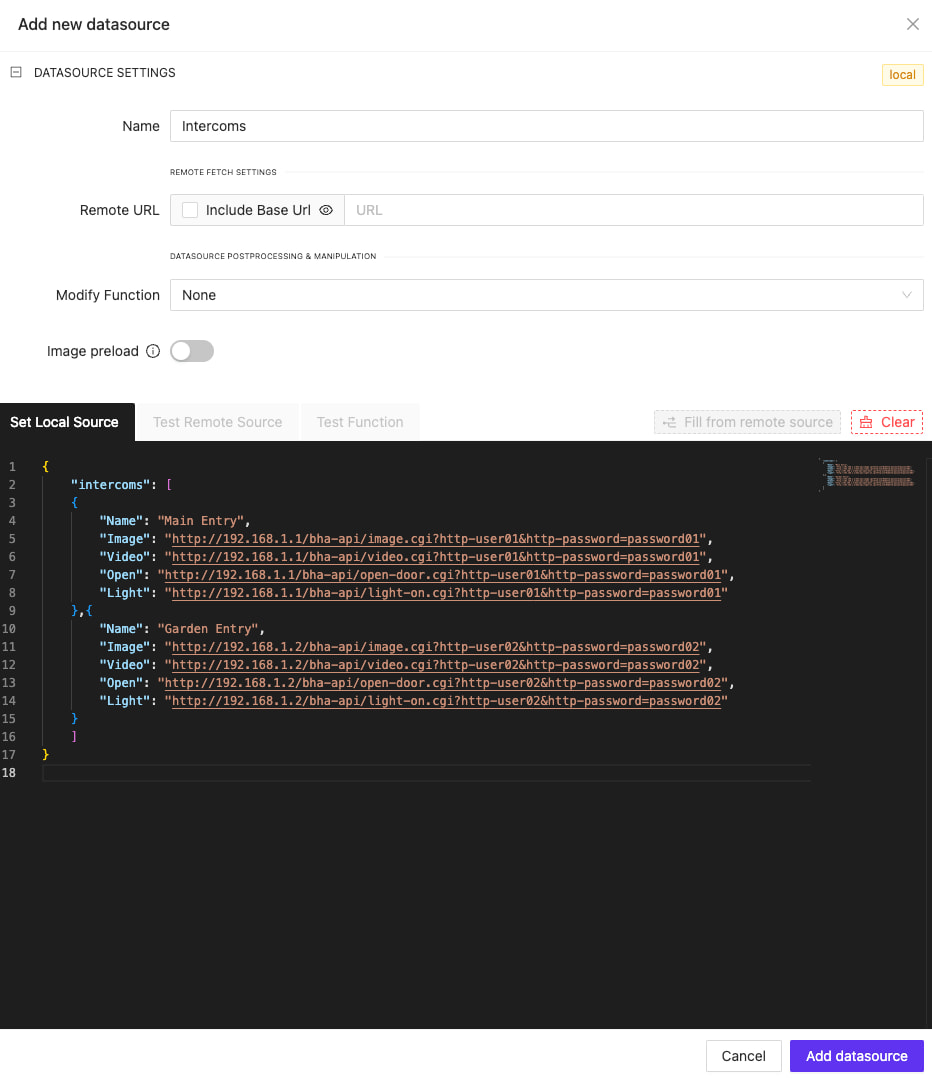 Add new datasource
DATASOURCE SETTINGS
local
Name
Intercoms
REMOTE FETCH SETTINGS
Remote URL
Include Base Url
URL
DATASOURCE POSTPROCESSING & MANIPULATION
Modify Function
None
Image preload
Set Local Source
Test Remote Source
Test Function
Fill from remote source
Clear
1 {
2 "intercoms": [
3 {
4 "Name": "Main Entry",
5 "Image": "http://192.168.1.1/bha-api/image.cgi?http-user01&http-password=password01",
6 "Video": "http://192.168.1.1/bha-api/video.cgi?http-user01&http-password=password01",
7 "Open": "http://192.168.1.1/bha-api/open-door.cgi?http-user01&http-password=password01",
8 "Light": "http://192.168.1.1/bha-api/light-on.cgi?http-user01&http-password=password01"
9 },{
10 "Name": "Garden Entry",
11 "Image": "http://192.168.1.2/bha-api/image.cgi?http-user02&http-password=password02",
12 "Video": "http://192.168.1.2/bha-api/video.cgi?http-user02&http-password=password02",
13 "Open": "http://192.168.1.2/bha-api/open-door.cgi?http-user02&http-password=password02",
14 "Light": "http://192.168.1.2/bha-api/light-on.cgi?http-user02&http-password=password02"
15 }
16 ]
17 }
18
Cancel
Add datasource